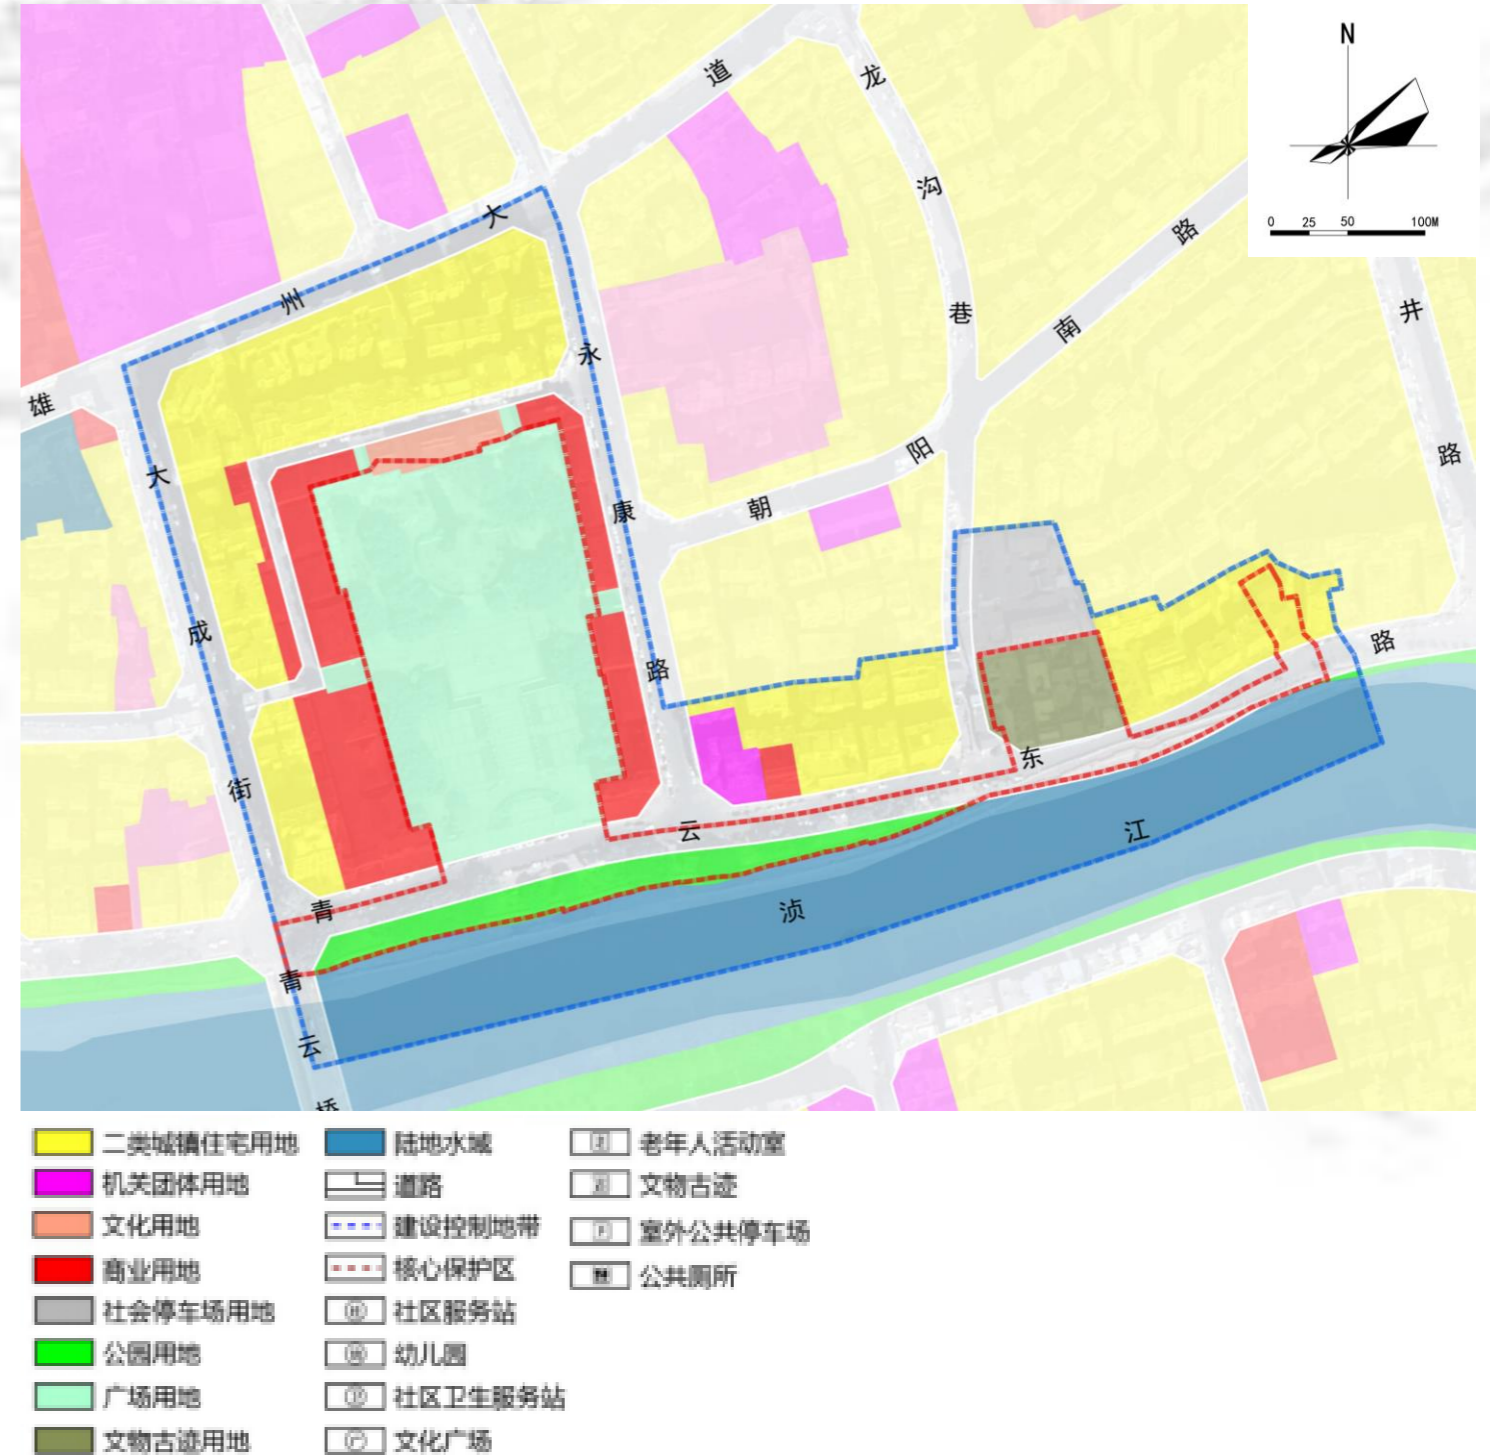 N
0 25 50 100M
雄州大道
大成街
永康路
龙沟巷
朝阳南路
井路
青云东路
青云桥
浈江
二类城镇住宅用地
机关团体用地
文化用地
商业用地
社会停车场用地
公园用地
广场用地
文物古迹用地
陆地水域
道路
建设控制地带
核心保护区
社区服务站
幼儿园
社区卫生服务站
文化广场
老年人活动室
文物古迹
室外公共停车场
公共厕所